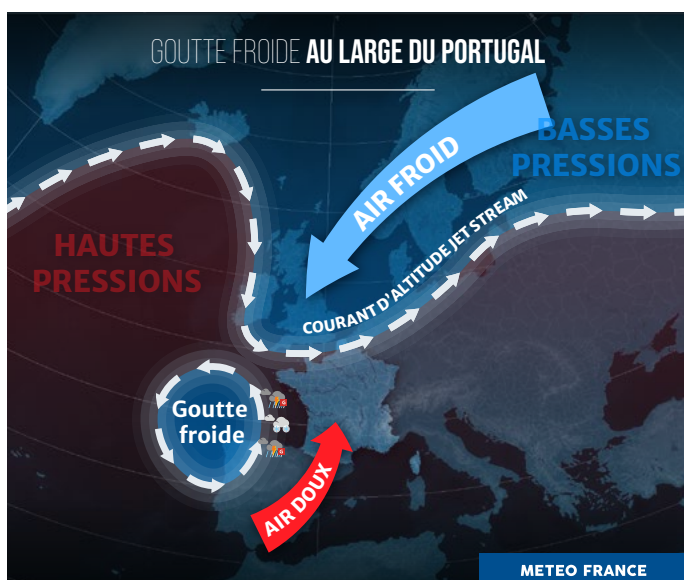 GOUTTE FROIDE AU LARGE DU PORTUGAL
BASSES
PRESSIONS
AIR FROID
HAUTES
PRESSIONS
COURANT D'ALTITUDE JET STREAM
Goutte
froide
AIR DOUX
METEO FRANCE